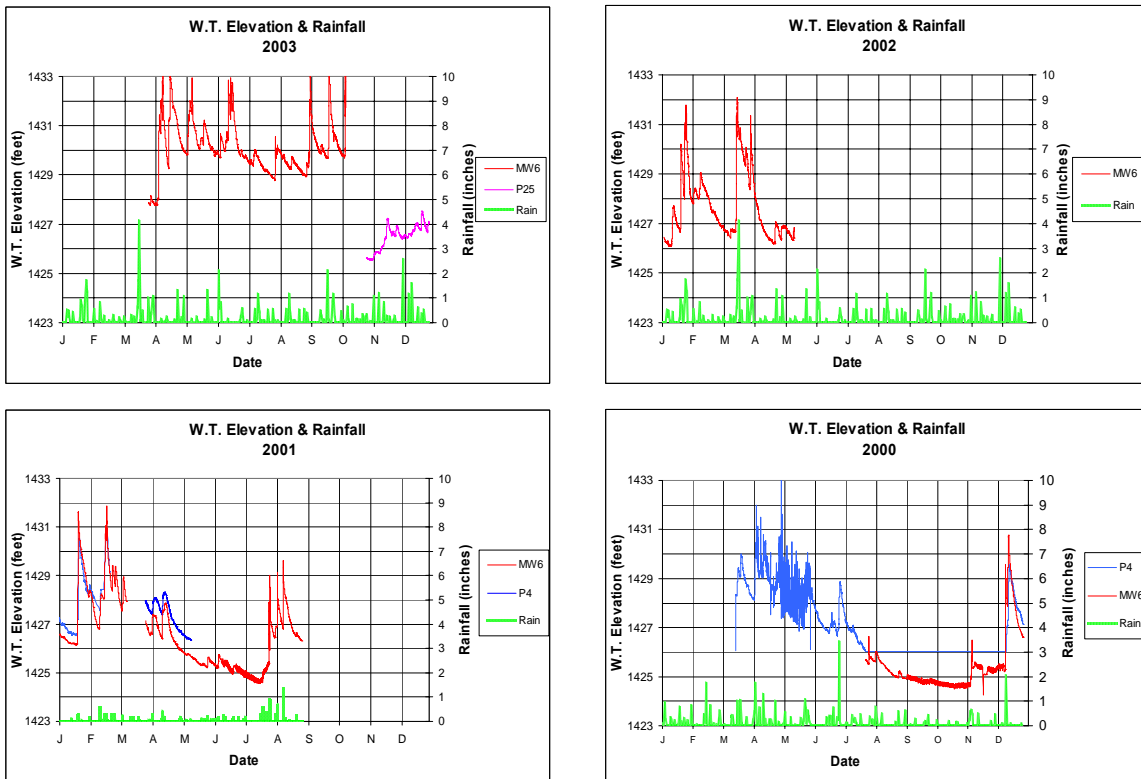 W.T. Elevation & Rainfall
2003
1433
1431
1429
1427
1425
1423
W.T. Elevation (feet)
10
9
8
7
6
5
4
3
2
1
0
Rainfall (inches)
J F M A M J J A S O N D
Date
MW6
P25
Rain
W.T. Elevation & Rainfall
2002
1433
1431
1429
1427
1425
1423
W.T. Elevation (feet)
10
9
8
7
6
5
4
3
2
1
0
Rainfall (inches)
J F M A M J J A S O N D
Date
MW6
Rain
W.T. Elevation & Rainfall
2001
1433
1431
1429
1427
1425
1423
W.T. Elevation (feet)
10
9
8
7
6
5
4
3
2
1
0
Rainfall (inches)
J F M A M J J A S O N D
Date
MW6
P4
Rain
W.T. Elevation & Rainfall
2000
1433
1431
1429
1427
1425
1423
W.T. Elevation (feet)
10
9
8
7
6
5
4
3
2
1
0
Rainfall (inches)
J F M A M J J A S O N D
Date
P4
MW6
Rain